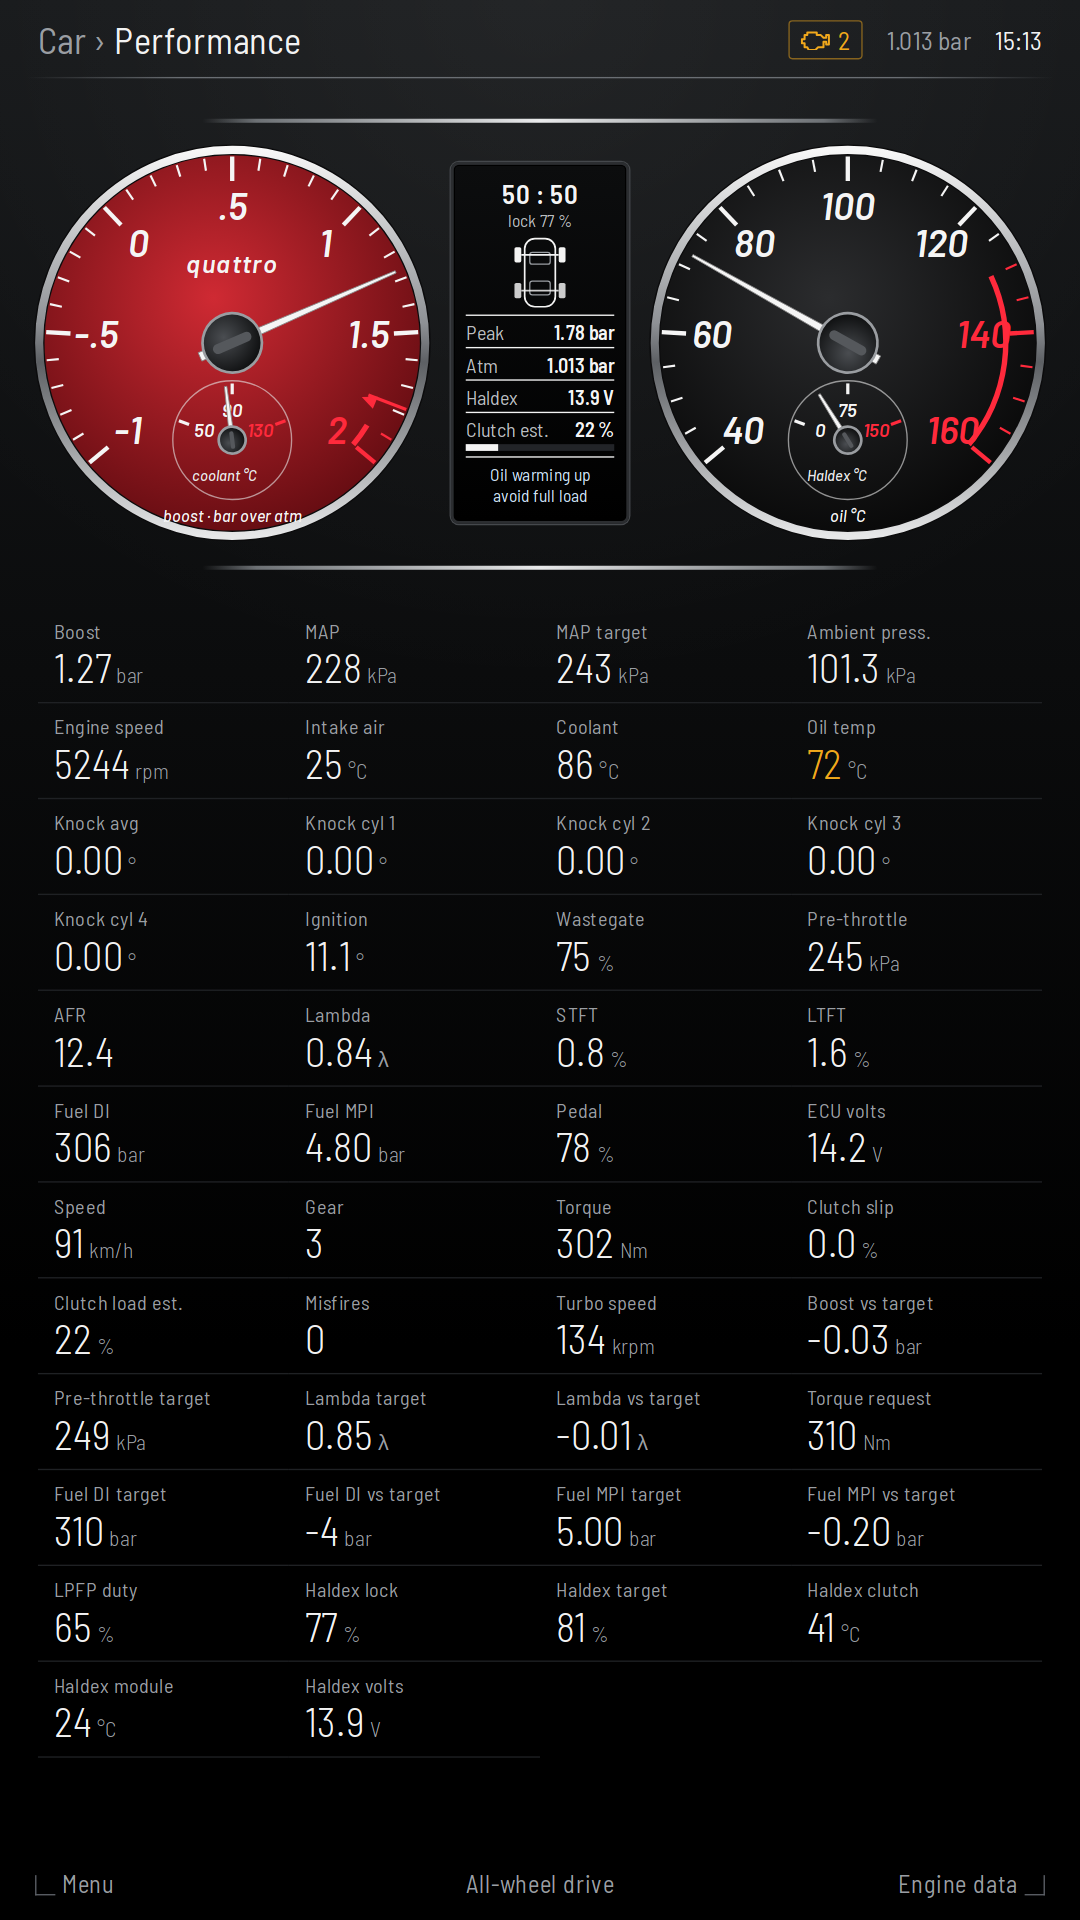 Car › Performance
2
1.013 bar
15:13
.5
0
1
quattro
-.5
1.5
-1
2
90
50
130
coolant °C
boost · bar over atm
50 : 50
lock 77 %
Peak 1.78 bar
Atm 1.013 bar
Haldex 13.9 V
Clutch est. 22 %
Oil warming up
avoid full load
100
80
120
60
140
40
160
75
0
150
Haldex °C
oil °C
Boost MAP MAP target Ambient press.
1.27 bar 228 kPa 243 kPa 101.3 kPa
Engine speed Intake air Coolant Oil temp
5244 rpm 25 °C 86 °C 72 °C
Knock avg Knock cyl 1 Knock cyl 2 Knock cyl 3
0.00 ° 0.00 ° 0.00 ° 0.00 °
Knock cyl 4 Ignition Wastegate Pre-throttle
0.00 ° 11.1 ° 75 % 245 kPa
AFR Lambda STFT LTFT
12.4 0.84 λ 0.8 % 1.6 %
Fuel DI Fuel MPI Pedal ECU volts
306 bar 4.80 bar 78 % 14.2 V
Speed Gear Torque Clutch slip
91 km/h 3 302 Nm 0.0 %
Clutch load est. Misfires Turbo speed Boost vs target
22 % 0 134 krpm -0.03 bar
Pre-throttle target Lambda target Lambda vs target Torque request
249 kPa 0.85 λ -0.01 λ 310 Nm
Fuel DI target Fuel DI vs target Fuel MPI target Fuel MPI vs target
310 bar -4 bar 5.00 bar -0.20 bar
LPFP duty Haldex lock Haldex target Haldex clutch
65 % 77 % 81 % 41 °C
Haldex module Haldex volts
24 °C 13.9 V
Menu
All-wheel drive
Engine data